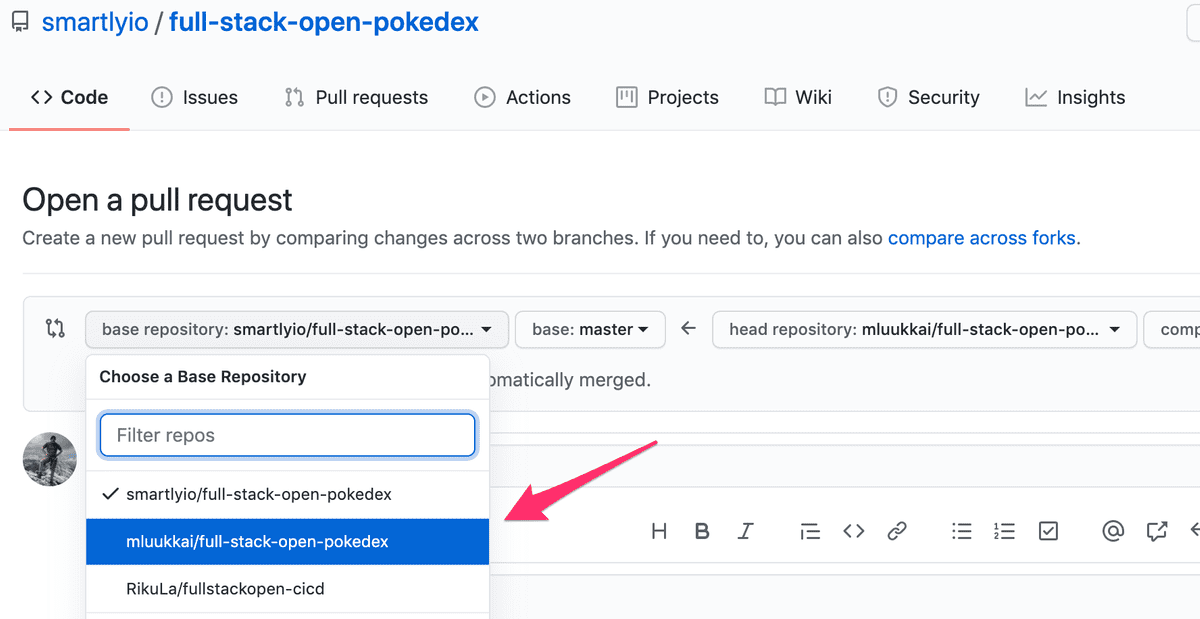 smartlyio / full-stack-open-pokedex
Code Issues Pull requests Actions Projects Wiki Security Insights
Open a pull request
Create a new pull request by comparing changes across two branches. If you need to, you can also compare across forks.
base repository: smartlyio/full-stack-open-po... base: master head repository: mluukkai/full-stack-open-po... comp
Choose a Base Repository
omatically merged.
Filter repos
smartlyio/full-stack-open-pokedex
mluukkai/full-stack-open-pokedex
H B I @
RikuLa/fullstackopen-cicd